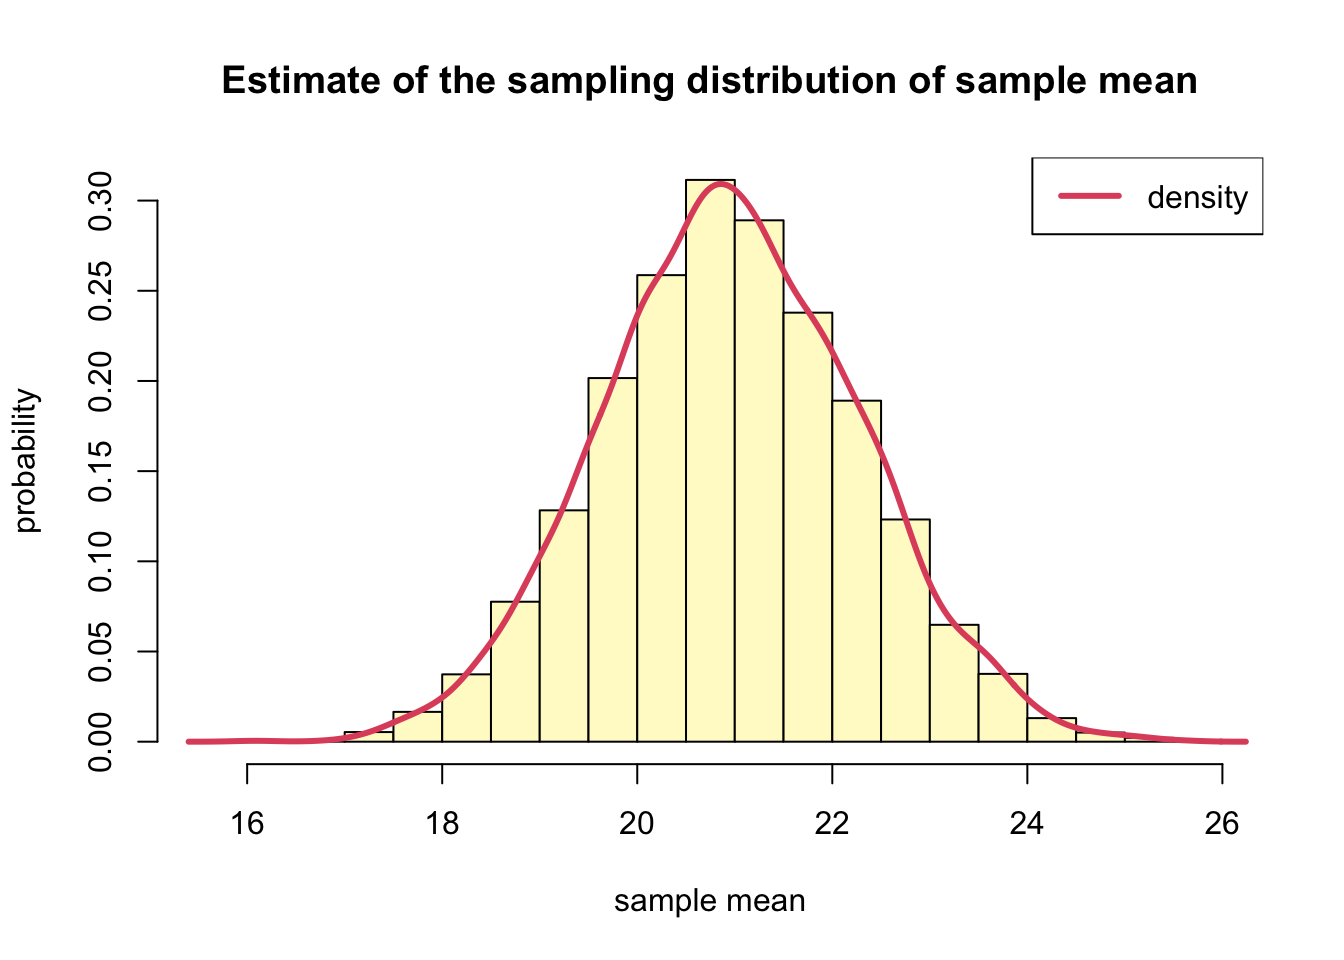 Estimate of the sampling distribution of sample mean
density
probability
0.30
0.25
0.20
0.15
0.10
0.05
0.00
16 18 20 22 24 26
sample mean